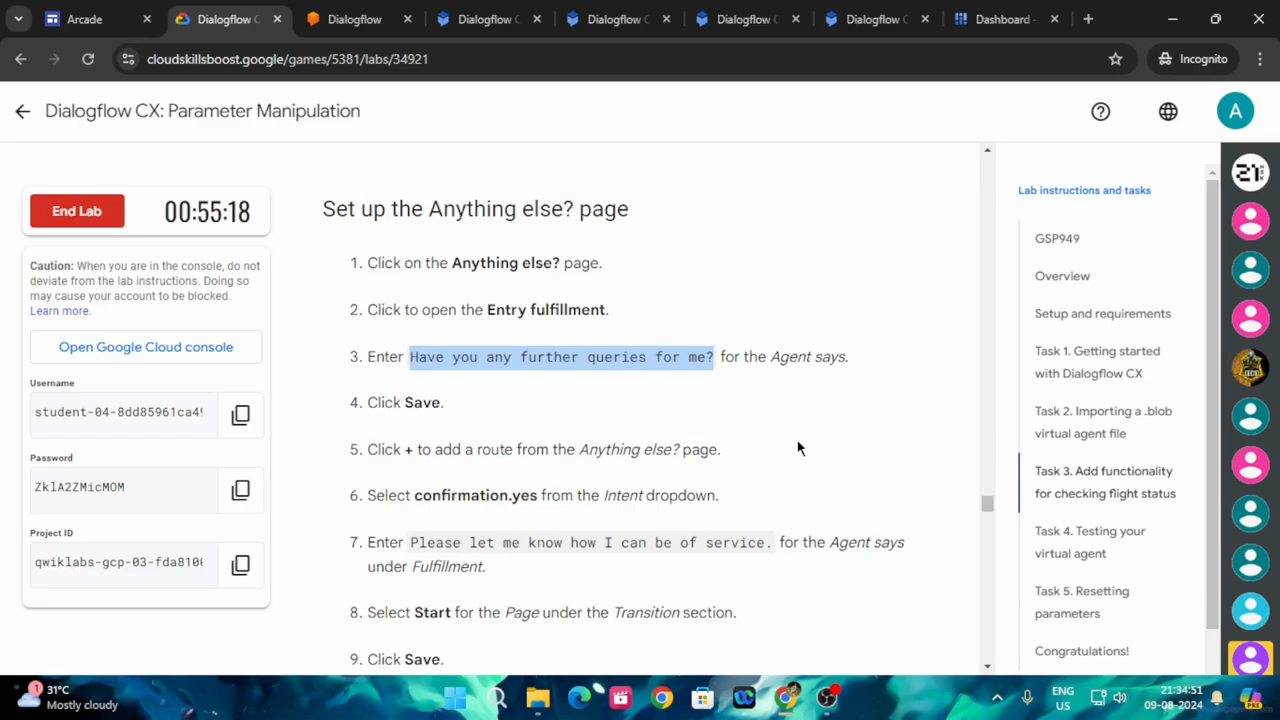 Arcade
Dialogflow C
Dialogflow
Dialogflow C
Dialogflow C
Dialogflow C
Dialogflow C
Dashboard -
cloudskillsboost.google/games/5381/labs/34921
Incognito
Dialogflow CX: Parameter Manipulation
A
End Lab
00:55:18
Caution: When you are in the console, do not
deviate from the lab instructions. Doing so
may cause your account to be blocked.
Learn more.
Open Google Cloud console
Username
student-04-8dd85961ca49
Password
ZklA2ZMicMOM
Project ID
qwiklabs-gcp-03-fda810
Set up the Anything else? page
1. Click on the Anything else? page.
2. Click to open the Entry fulfillment.
3. Enter Have you any further queries for me? for the Agent says.
4. Click Save.
5. Click + to add a route from the Anything else? page.
6. Select confirmation.yes from the Intent dropdown.
7. Enter Please let me know how I can be of service. for the Agent says
under Fulfillment.
8. Select Start for the Page under the Transition section.
9. Click Save.
Lab instructions and tasks
GSP949
Overview
Setup and requirements
Task 1. Getting started
with Dialogflow CX
Task 2. Importing a .blob
virtual agent file
Task 3. Add functionality
for checking flight status
Task 4. Testing your
virtual agent
Task 5. Resetting
parameters
Congratulations!
21
1
31°C
Mostly cloudy
ENG
US
21:34:51
09-08-2024
PRE